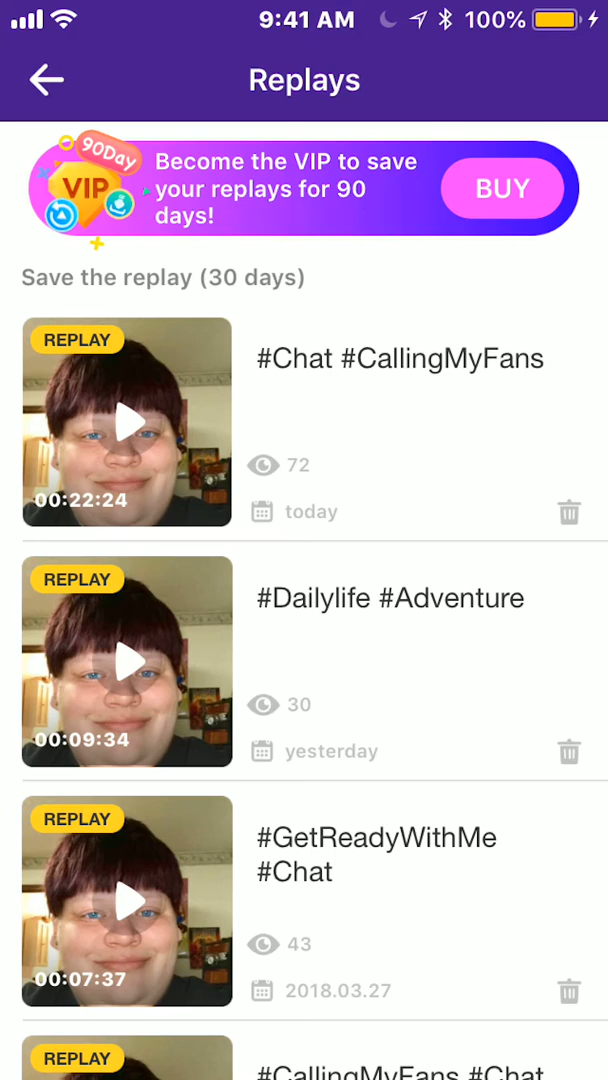 9:41 AM
100%
Replays
90Day
VIP
Become the VIP to save
your replays for 90
days!
BUY
Save the replay (30 days)
REPLAY
00:22:24
#Chat #CallingMyFans
72
today
REPLAY
00:09:34
#Dailylife #Adventure
30
yesterday
REPLAY
00:07:37
#GetReadyWithMe
#Chat
43
2018.03.27
REPLAY
#CallingMyFans #Chat